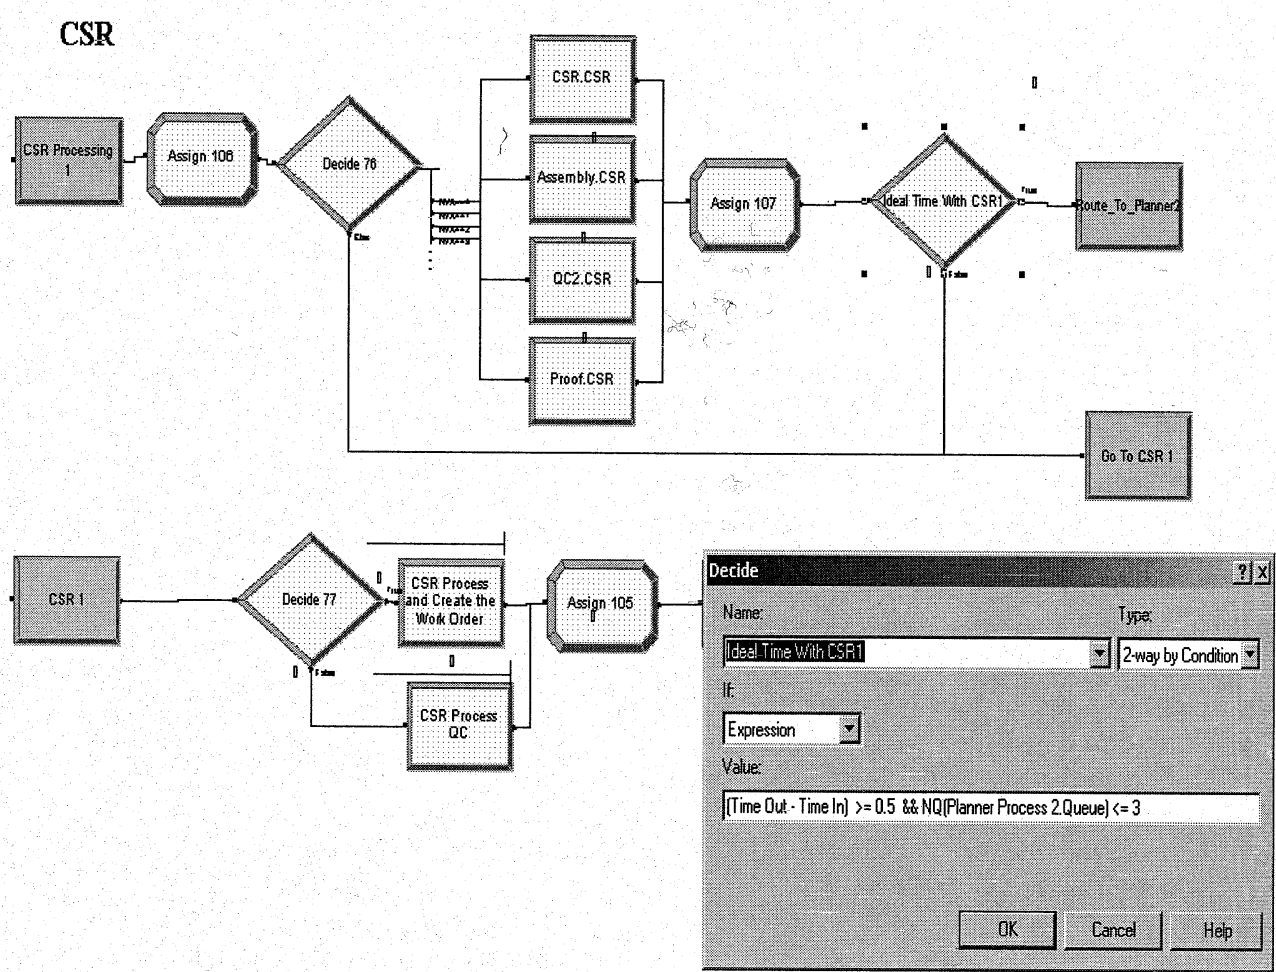 CSR
CSR Processing
1
Assign 106
Decide 76
Else
CSR.CSR
Assembly.CSR
QC2.CSR
Proof.CSR
Assign 107
Ideal Time With CSR1
True
False
Route_To_Planner2
Go To CSR 1
CSR 1
Decide 77
True
False
CSR Process
and Create the
Work Order
CSR Process
QC
Assign 105
Decide
? X
Name:
Type:
Ideal Time With CSR1
2-way by Condition
If:
Expression
Value:
(Time Out - Time In) >= 0.5 && NQ(Planner Process 2.Queue) <= 3
OK
Cancel
Help